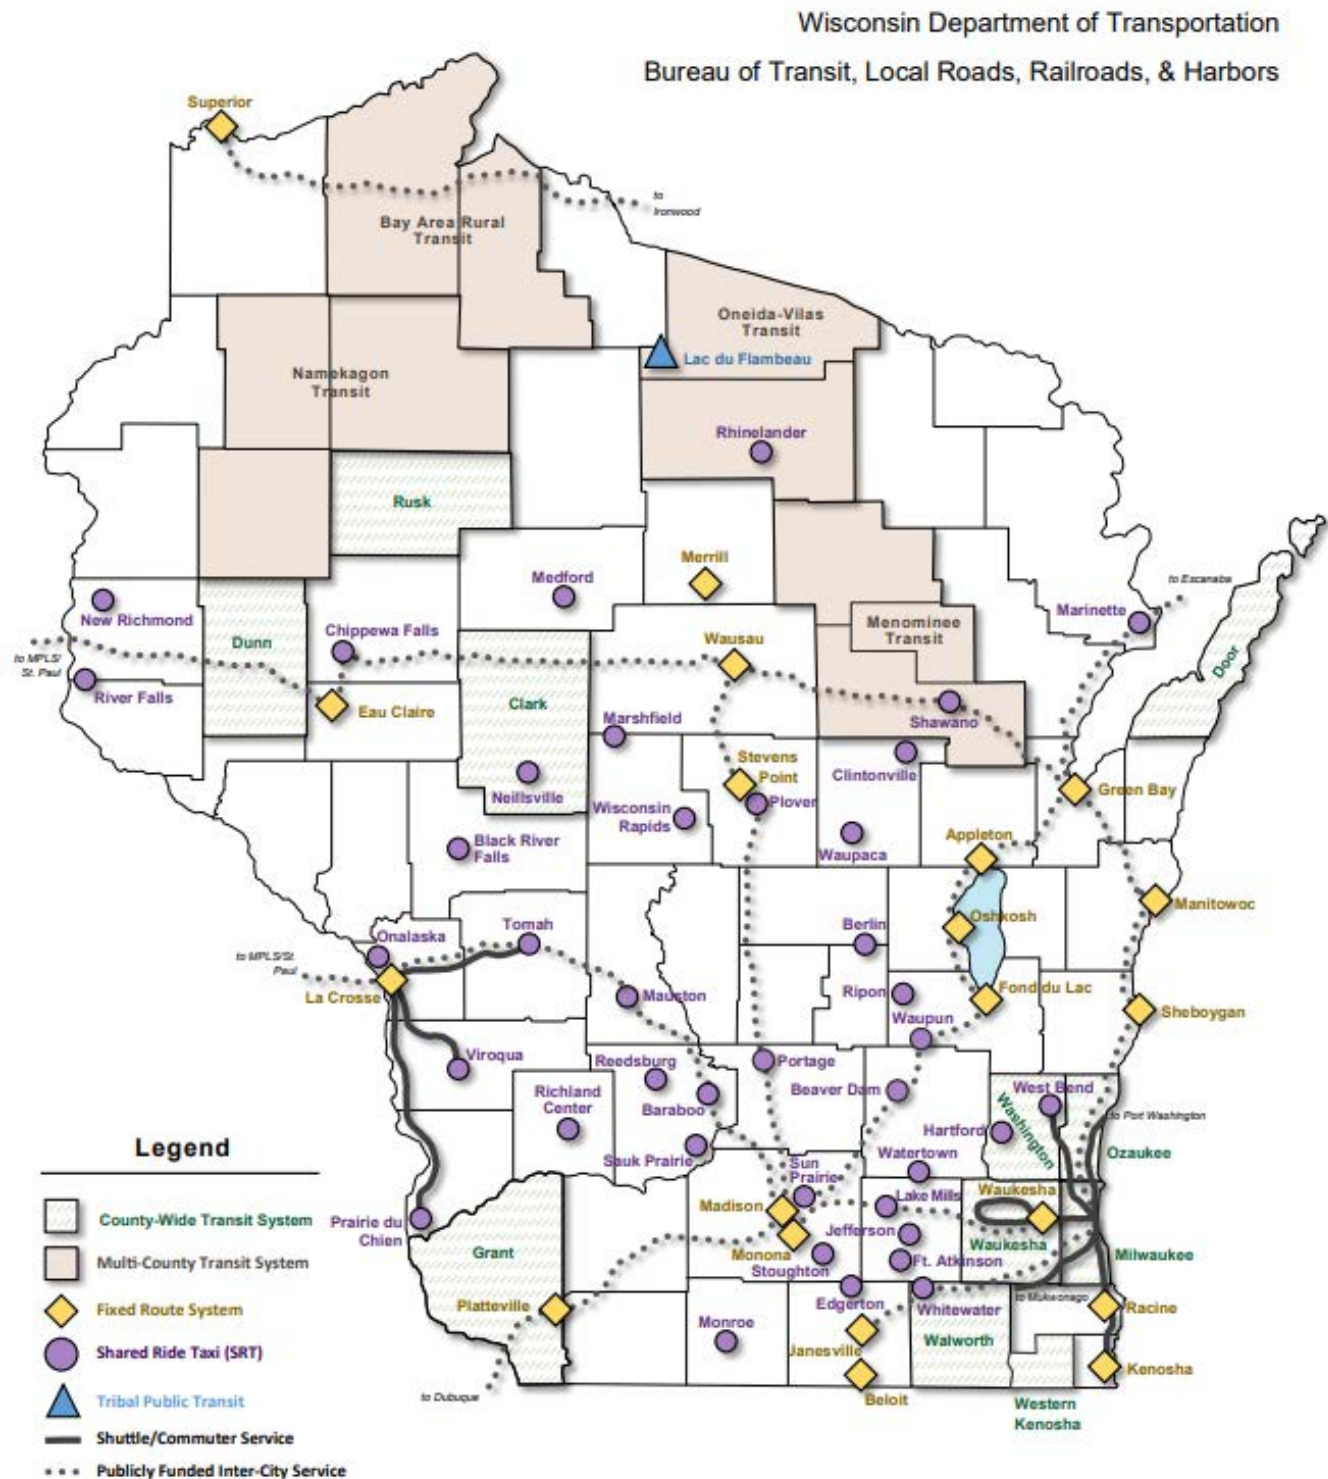 Wisconsin Department of Transportation
Bureau of Transit, Local Roads, Railroads, & Harbors
Superior
to
Ironwood
Bay Area Rural
Transit
Oneida-Vilas
Transit
Lac du Flambeau
Namekagon
Transit
Rhinelander
Rusk
Merrill
Medford
to Escanaba
New Richmond
Marinette
Dunn
Chippewa Falls
Menominee
Transit
Wausau
Door
to MPLS/
St. Paul
River Falls
Eau Claire
Clark
Marshfield
Shawano
Stevens
Point
Clintonville
Green Bay
Neillsville
Plover
Wisconsin
Rapids
Black River
Falls
Appleton
Waupaca
Manitowoc
Onalaska
Tomah
Berlin
Oshkosh
to MPLS/St.
Paul
La Crosse
Mauston
Ripon
Fond du Lac
Sheboygan
Waupun
Viroqua
Reedsburg
Portage
Richland
Center
Baraboo
Beaver Dam
West Bend
Washington
to Port Washington
Hartford
Ozaukee
Legend
Sauk Prairie
Sun
Prairie
Watertown
Waukesha
Lake Mills
Madison
Prairie du
Chien
Jefferson
Waukesha
Milwaukee
Grant
Monona
Stoughton
Ft. Atkinson
to Mukwonago
Platteville
Edgerton
Whitewater
Racine
Monroe
Janesville
Walworth
Kenosha
to Dubuque
Beloit
Western
Kenosha
County-Wide Transit System
Multi-County Transit System
Fixed Route System
Shared Ride Taxi (SRT)
Tribal Public Transit
Shuttle/Commuter Service
Publicly Funded Inter-City Service